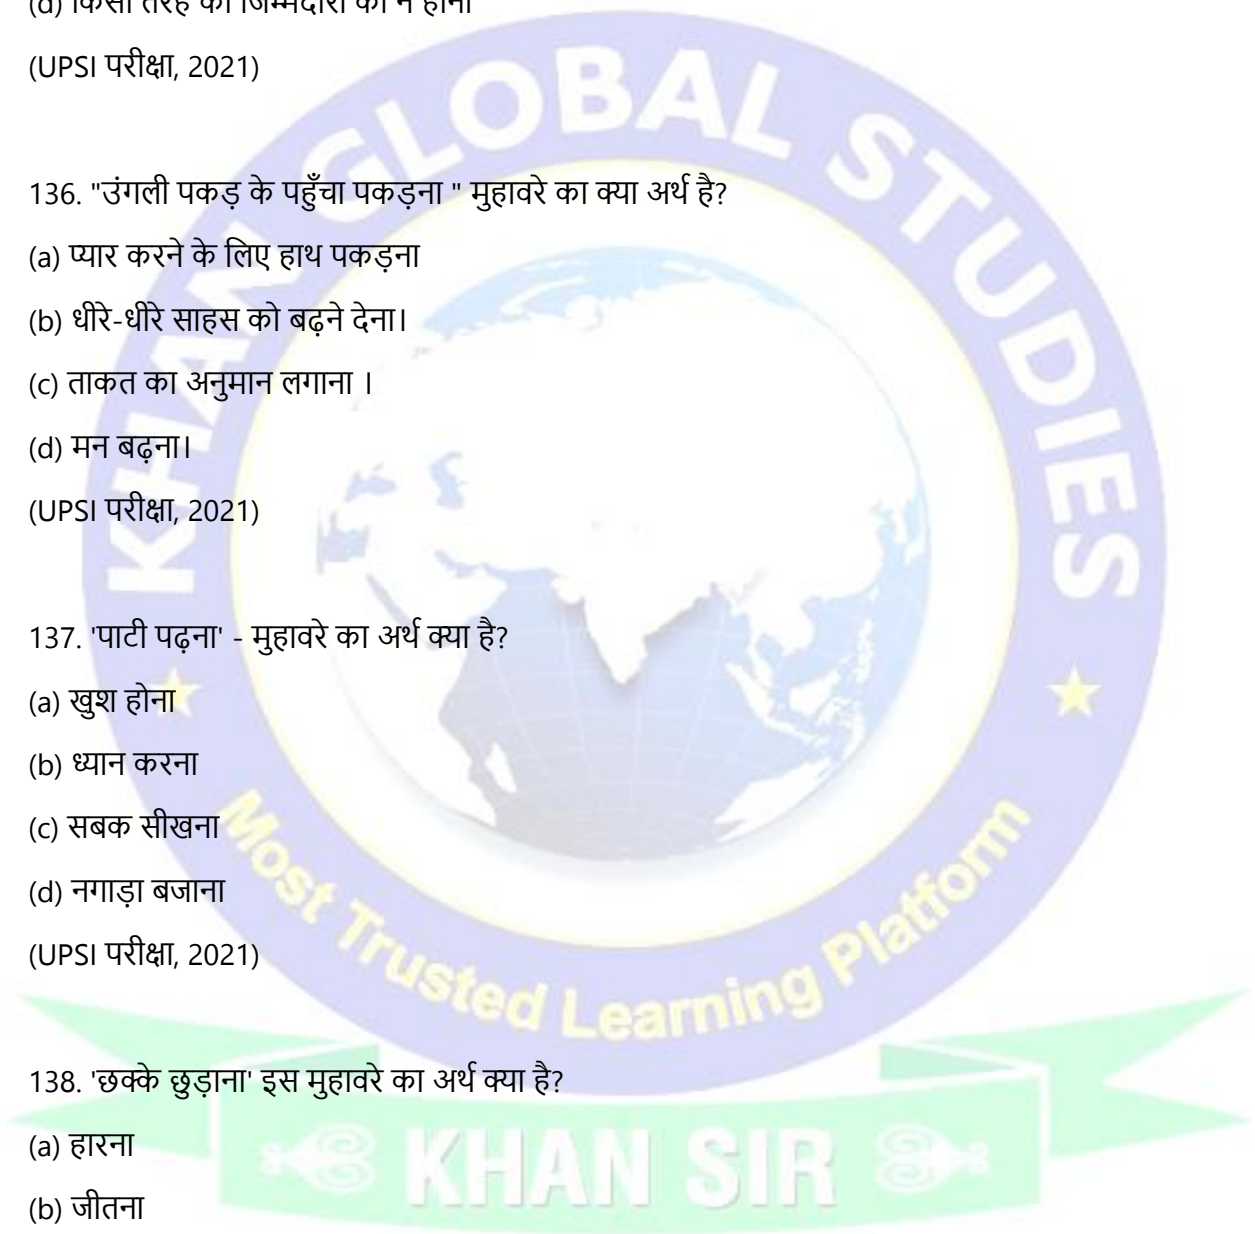 (d) किसी तरह की जिम्मेदारी का न होना
(UPSI परीक्षा, 2021)
136. "उंगली पकड़ के पहुँचा पकड़ना " मुहावरे का क्या अर्थ है?
(a) प्यार करने के लिए हाथ पकड़ना
(b) धीरे-धीरे साहस को बढ़ने देना।
(c) ताकत का अनुमान लगाना ।
(d) मन बढ़ना।
(UPSI परीक्षा, 2021)
137. 'पाटी पढ़ना' - मुहावरे का अर्थ क्या है?
(a) खुश होना
(b) ध्यान करना
(c) सबक सीखना
(d) नगाड़ा बजाना
(UPSI परीक्षा, 2021)
138. 'छक्के छुड़ाना' इस मुहावरे का अर्थ क्या है?
(a) हारना
(b) जीतना
KHAN GLOBAL STUDIES
Most Trusted Learning Platform
KHAN SIR